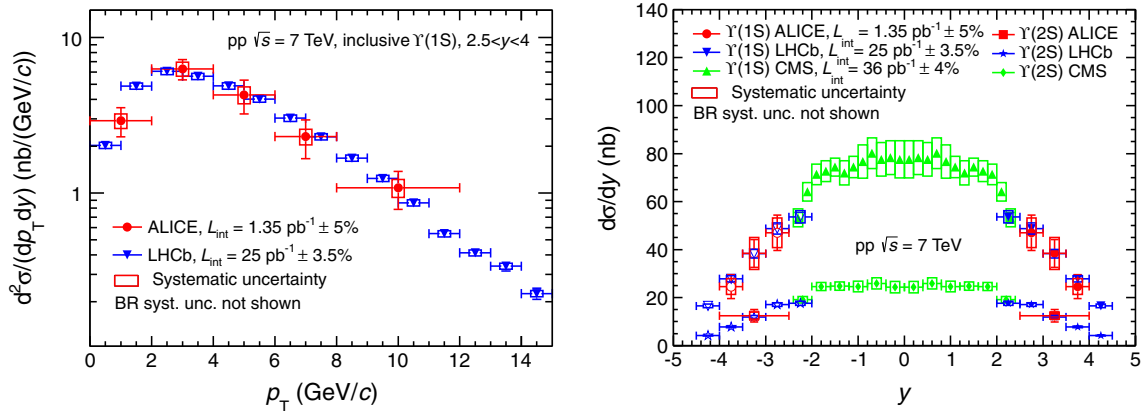 10
1
d²σ/(dp_T dy) (nb/(GeV/c))
pp √s = 7 TeV, inclusive ϒ(1S), 2.5<y<4
ALICE, L_int = 1.35 pb⁻¹ ± 5%
LHCb, L_int = 25 pb⁻¹ ± 3.5%
Systematic uncertainty
BR syst. unc. not shown
0 2 4 6 8 10 12 14
p_T (GeV/c)
140
120
100
80
60
40
20
0
dσ/dy (nb)
ϒ(1S) ALICE, L_int = 1.35 pb⁻¹ ± 5% ϒ(2S) ALICE
ϒ(1S) LHCb, L_int = 25 pb⁻¹ ± 3.5% ϒ(2S) LHCb
ϒ(1S) CMS, L_int = 36 pb⁻¹ ± 4% ϒ(2S) CMS
Systematic uncertainty
BR syst. unc. not shown
pp √s = 7 TeV
-5 -4 -3 -2 -1 0 1 2 3 4 5
y